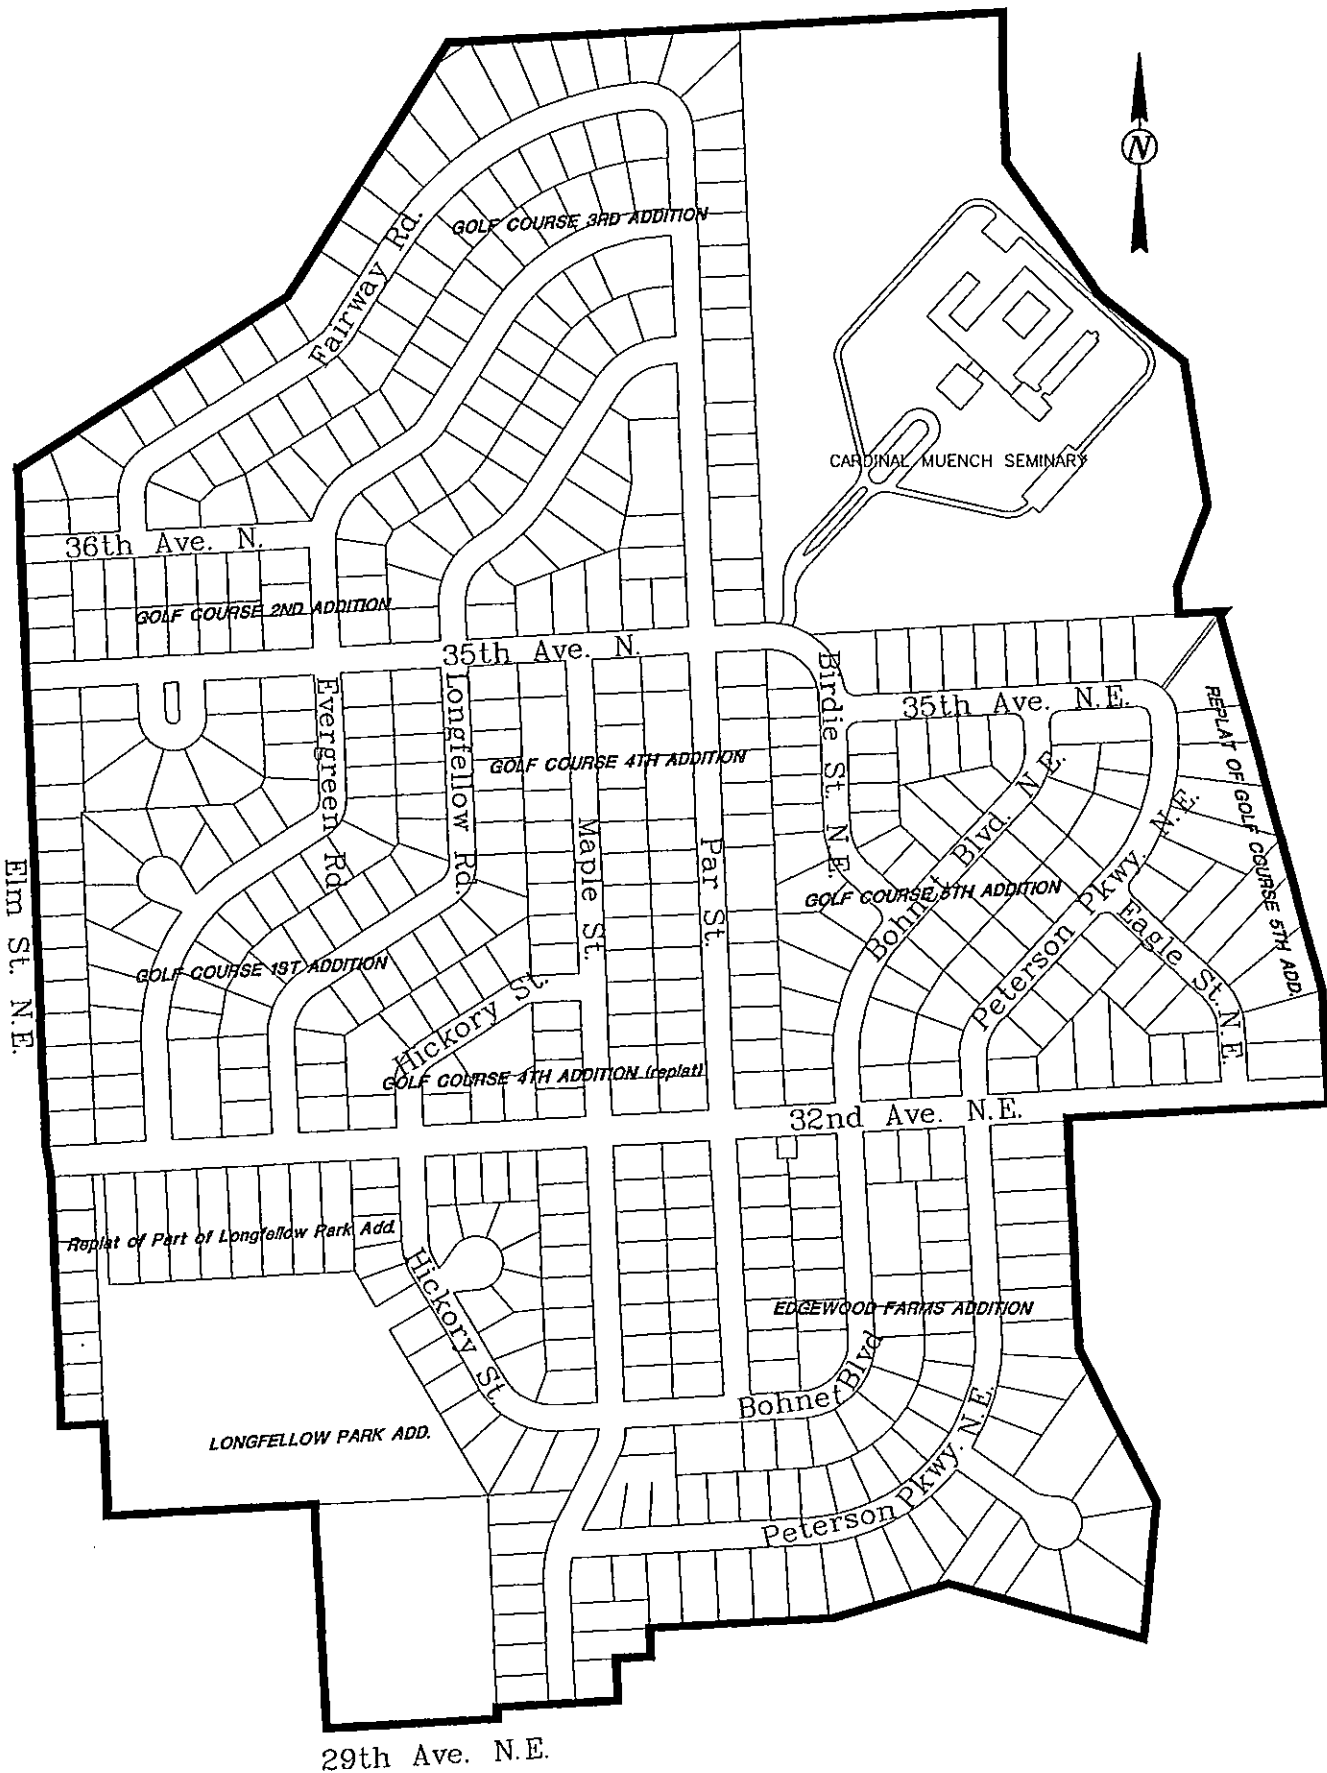 N
GOLF COURSE 3RD ADDITION
Fairway Rd.
CARDINAL MUENCH SEMINARY
36th Ave. N.
GOLF COURSE 2ND ADDITION
35th Ave. N.
Birdie St. N.E.
35th Ave. N.E.
Evergreen Rd.
Longfellow Rd.
REPLAT OF GOLF COURSE 5TH ADD.
GOLF COURSE 4TH ADDITION
Bohnet Blvd. N.E.
Maple St.
Par St.
Elm St. N.E.
GOLF COURSE 5TH ADDITION
Peterson Pkwy. N.E.
Eagle St. N.E.
GOLF COURSE 1ST ADDITION
Hickory St.
GOLF COURSE 4TH ADDITION (replat)
32nd Ave. N.E.
Replat of Part of Longfellow Park Add.
Hickory St.
EDGEWOOD FARMS ADDITION
Bohnet Blvd
LONGFELLOW PARK ADD.
Peterson Pkwy. N.E.
29th Ave. N.E.